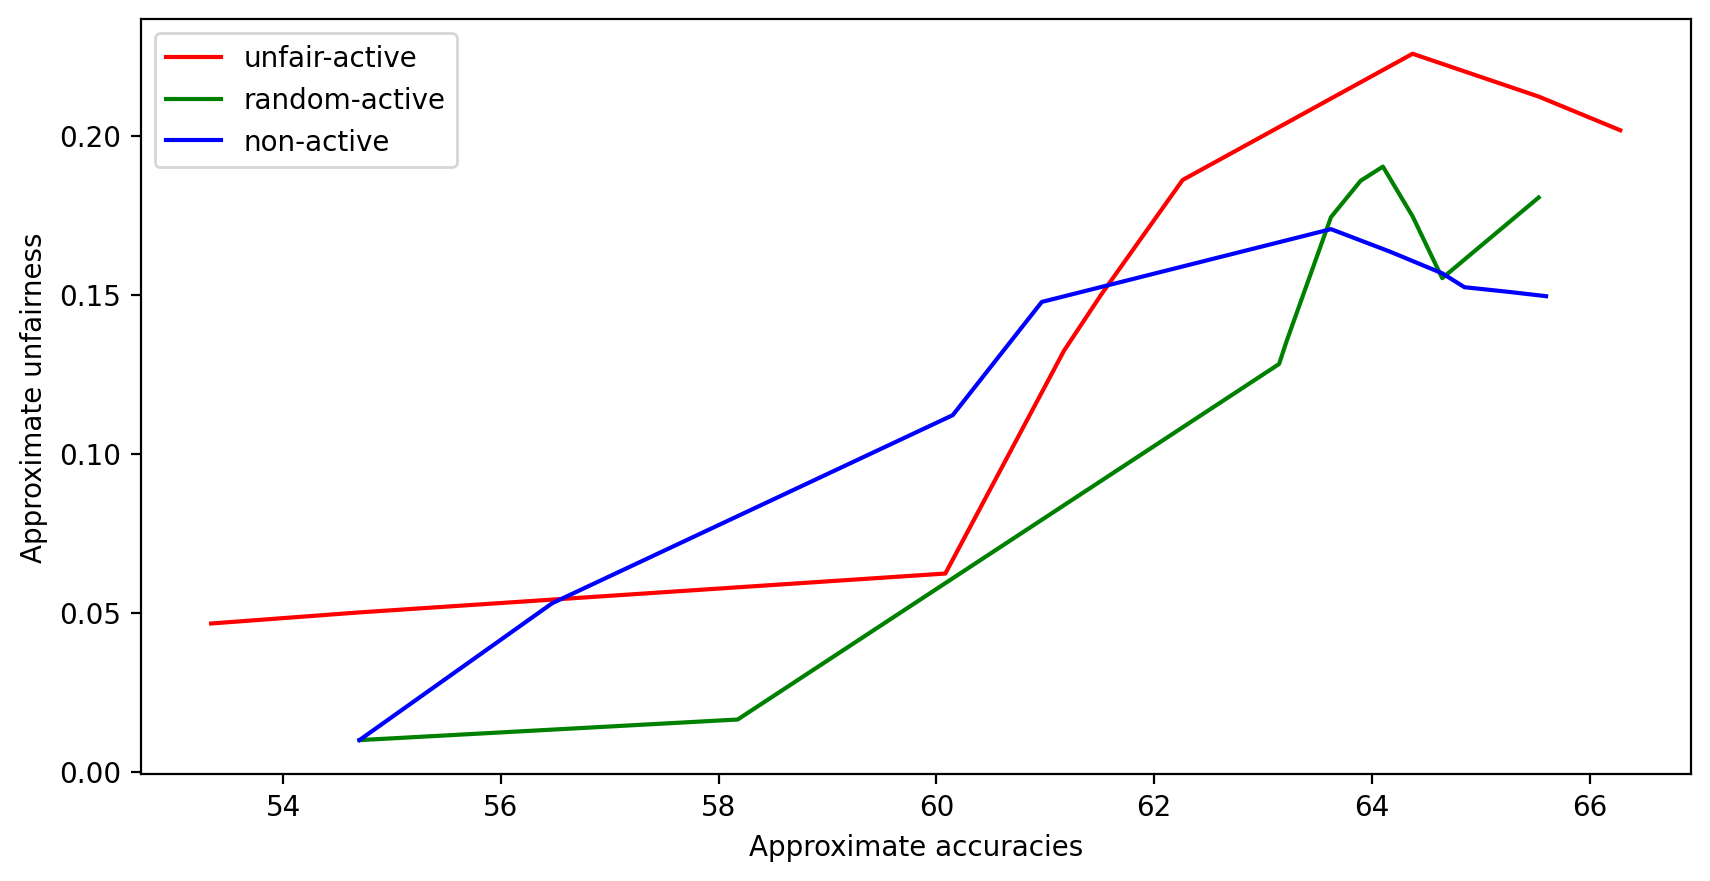 unfair-active
random-active
non-active
0.20
0.15
0.10
0.05
0.00
Approximate unfairness
54 56 58 60 62 64 66
Approximate accuracies